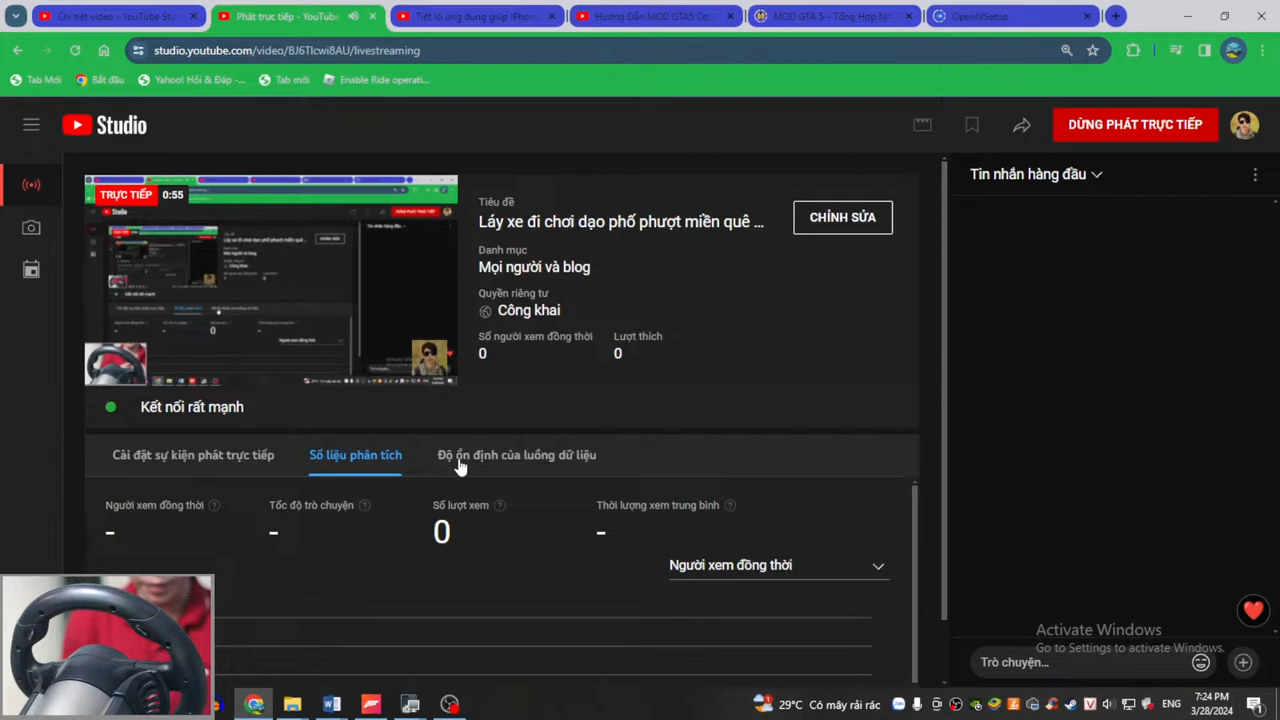 Chi tiết video - YouTube Stu
Phát trực tiếp - YouTube
Tiết lộ ứng dụng giúp iPhon
Hướng Dẫn MOD GTA5 Cơ B
MOD GTA 5 – Tổng Hợp Nh
OpenIVSetup
studio.youtube.com/video/BJ6TIcwi8AU/livestreaming
Tab Mới
Bắt đầu
Yahoo! Hỏi & Đáp -...
Tab mới
Enable Ride operati...
Studio
DỪNG PHÁT TRỰC TIẾP
TRỰC TIẾP 0:55
Tiêu đề
Láy xe đi chơi dạo phố phượt miền quê ...
CHỈNH SỬA
Danh mục
Mọi người và blog
Quyền riêng tư
Công khai
Số người xem đồng thời
Lượt thích
0
0
Kết nối rất mạnh
Tin nhắn hàng đầu
Cài đặt sự kiện phát trực tiếp
Số liệu phân tích
Độ ổn định của luồng dữ liệu
Người xem đồng thời
Tốc độ trò chuyện
Số lượt xem
Thời lượng xem trung bình
-
-
0
-
Người xem đồng thời
Activate Windows
Go to Settings to activate Windows.
Trò chuyện...
29°C Có mây rải rác
ENG
7:24 PM
3/28/2024